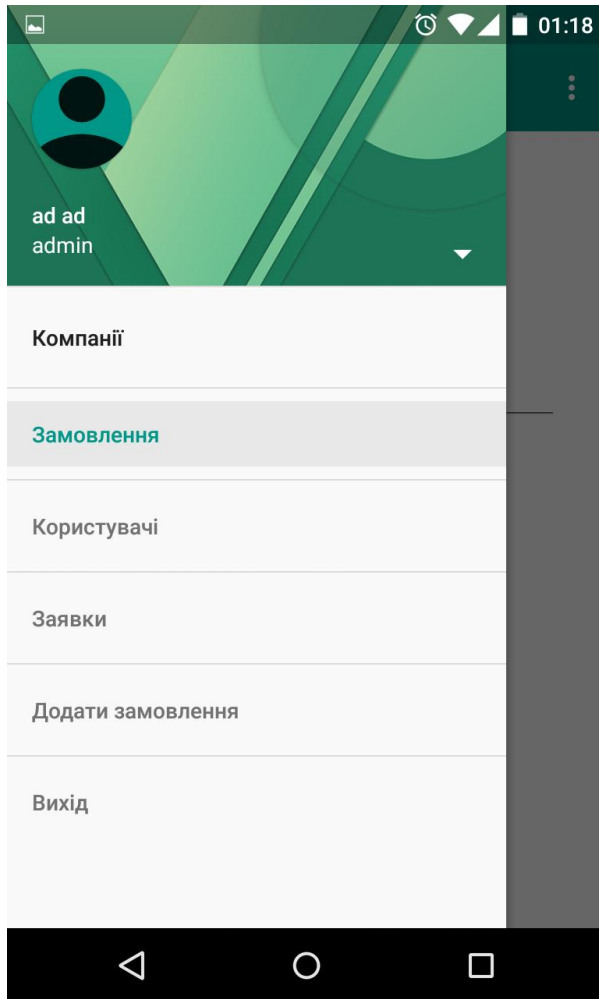 01:18
ad ad
admin
Компанії
Замовлення
Користувачі
Заявки
Додати замовлення
Вихід